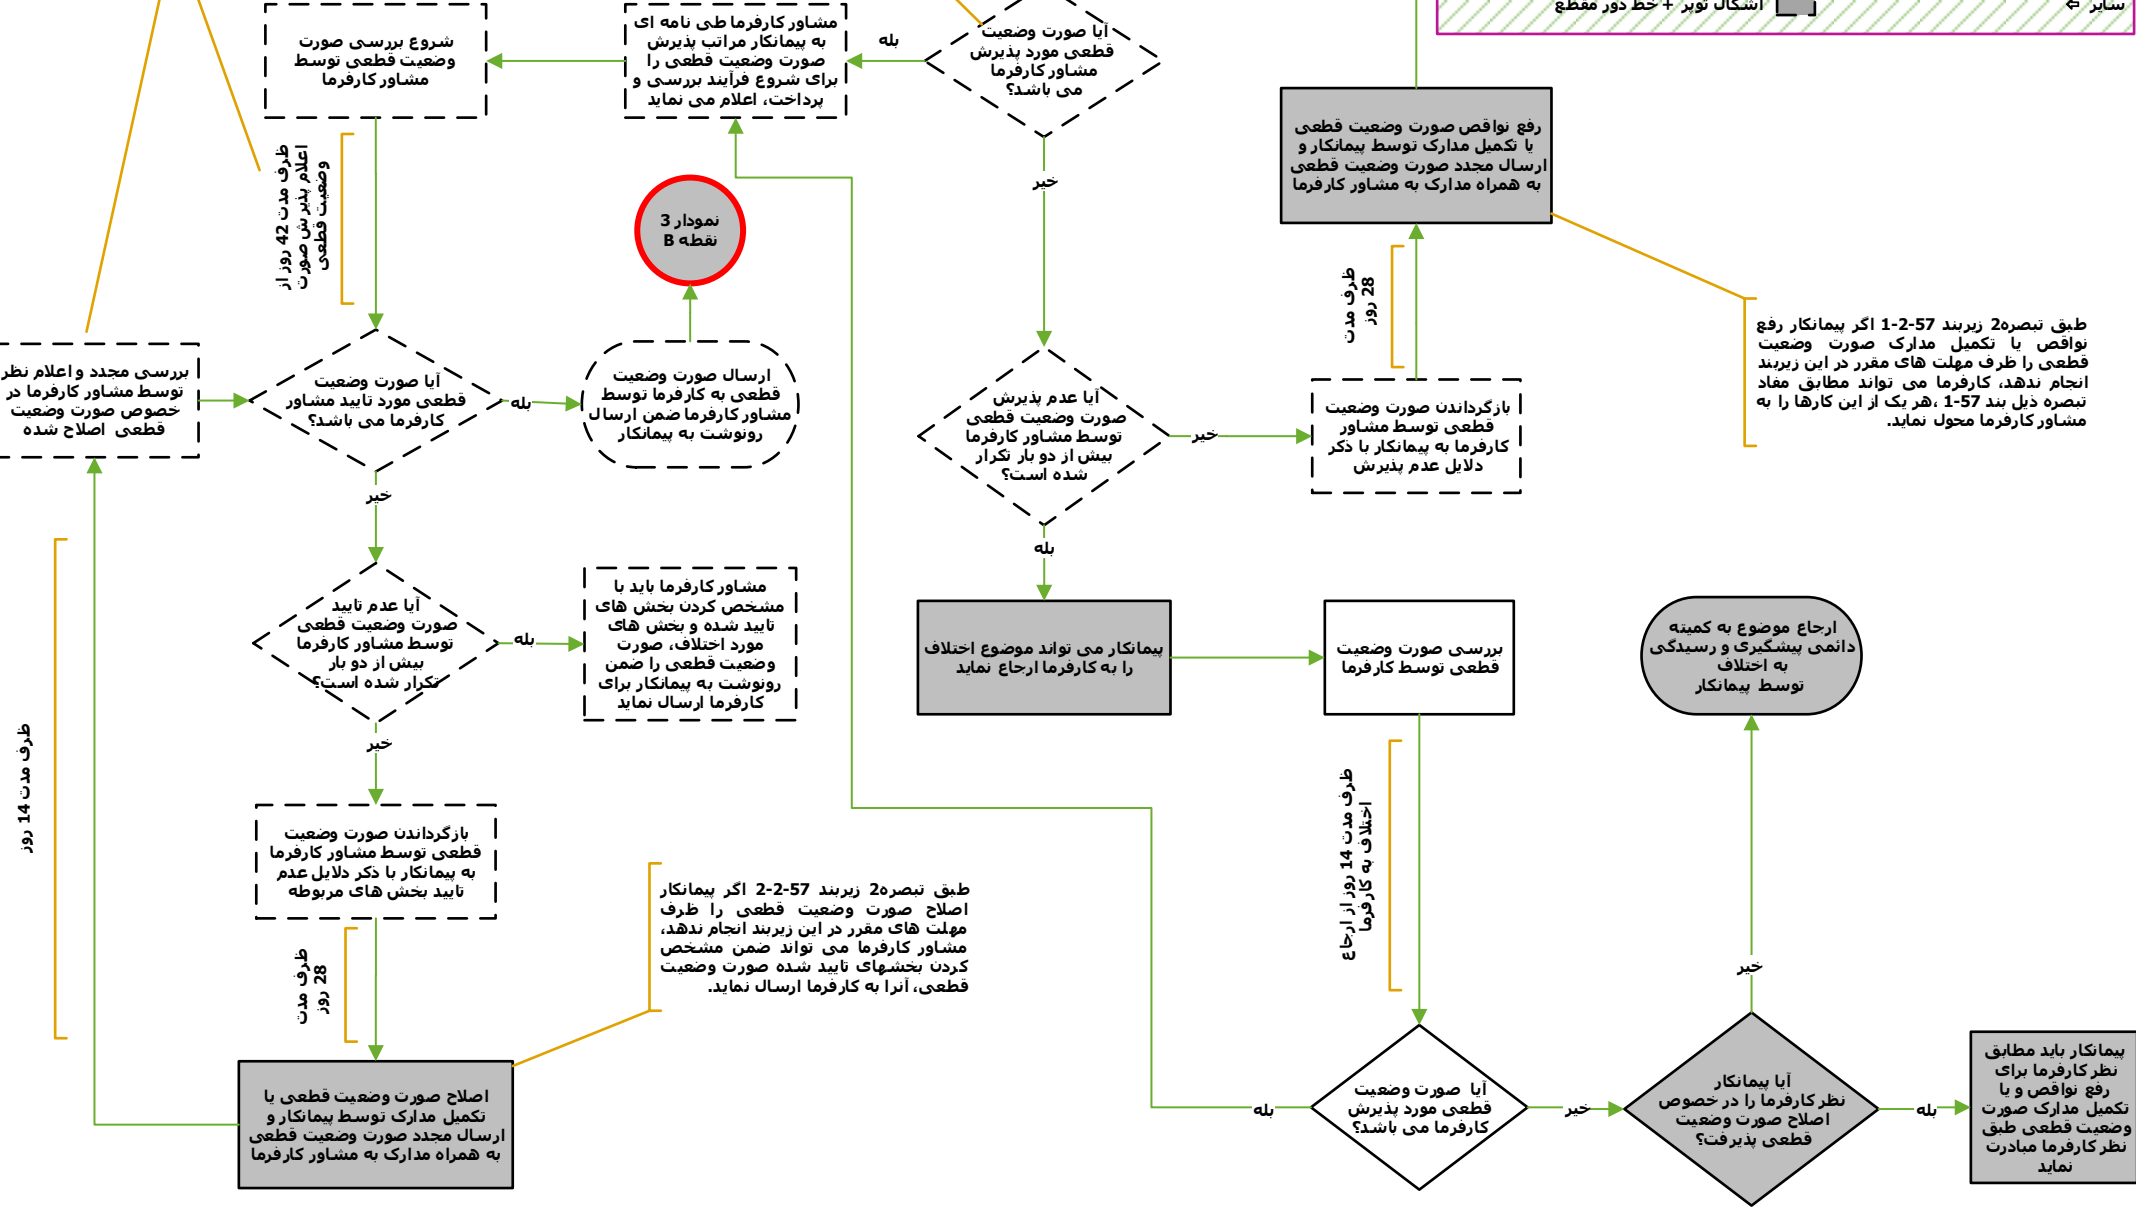 سایر ⇐
اشکال توپر + خط دور مقطع
آیا صورت وضعیت
قطعی مورد پذیرش
مشاور کارفرما
می باشد؟
بله
خیر
مشاور کارفرما طی نامه ای
به پیمانکار مراتب پذیرش
صورت وضعیت قطعی را
برای شروع فرآیند بررسی و
پرداخت، اعلام می نماید
شروع بررسی صورت
وضعیت قطعی توسط
مشاور کارفرما
ظرف مدت 42 روز از
اعلام پذیرش صورت
وضعیت قطعی
رفع نواقص صورت وضعیت قطعی
یا تکمیل مدارک توسط پیمانکار و
ارسال مجدد صورت وضعیت قطعی
به همراه مدارک به مشاور کارفرما
ظرف مدت
28 روز
طبق تبصره2 زیربند 57-2-1 اگر پیمانکار رفع
نواقص یا تکمیل مدارک صورت وضعیت
قطعی را ظرف مهلت های مقرر در این زیربند
انجام ندهد، کارفرما می تواند مطابق مفاد
تبصره ذیل بند 57-1 ،هر یک از این کارها را به
مشاور کارفرما محول نماید.
نمودار 3
نقطه B
ارسال صورت وضعیت
قطعی به کارفرما توسط
مشاور کارفرما ضمن ارسال
رونوشت به پیمانکار
بله
آیا صورت وضعیت
قطعی مورد تایید مشاور
کارفرما می باشد؟
خیر
بررسی مجدد و اعلام نظر
توسط مشاور کارفرما در
خصوص صورت وضعیت
قطعی اصلاح شده
آیا عدم پذیرش
صورت وضعیت قطعی
توسط مشاور کارفرما
بیش از دو بار تکرار
شده است؟
خیر
بله
بازگرداندن صورت وضعیت
قطعی توسط مشاور
کارفرما به پیمانکار با ذکر
دلایل عدم پذیرش
آیا عدم تایید
صورت وضعیت قطعی
توسط مشاور کارفرما
بیش از دو بار
تکرار شده است؟
بله
خیر
مشاور کارفرما باید با
مشخص کردن بخش های
تایید شده و بخش های
مورد اختلاف، صورت
وضعیت قطعی را ضمن
رونوشت به پیمانکار برای
کارفرما ارسال نماید
پیمانکار می تواند موضوع اختلاف
را به کارفرما ارجاع نماید
بررسی صورت وضعیت
قطعی توسط کارفرما
ارجاع موضوع به کمیته
دائمی پیشگیری و رسیدگی
به اختلاف
توسط پیمانکار
ظرف مدت 14 روز از ارجاع
اختلاف به کارفرما
ظرف مدت 14 روز
بازگرداندن صورت وضعیت
قطعی توسط مشاور کارفرما
به پیمانکار با ذکر دلایل عدم
تایید بخش های مربوطه
ظرف مدت
28 روز
طبق تبصره2 زیربند 57-2-2 اگر پیمانکار
اصلاح صورت وضعیت قطعی را ظرف
مهلت های مقرر در این زیربند انجام ندهد،
مشاور کارفرما می تواند ضمن مشخص
کردن بخشهای تایید شده صورت وضعیت
قطعی، آنرا به کارفرما ارسال نماید.
اصلاح صورت وضعیت قطعی یا
تکمیل مدارک توسط پیمانکار و
ارسال مجدد صورت وضعیت قطعی
به همراه مدارک به مشاور کارفرما
آیا صورت وضعیت
قطعی مورد پذیرش
کارفرما می باشد؟
بله
خیر
آیا پیمانکار
نظر کارفرما را در خصوص
اصلاح صورت وضعیت
قطعی پذیرفت؟
خیر
بله
پیمانکار باید مطابق
نظر کارفرما برای
رفع نواقص و یا
تکمیل مدارک صورت
وضعیت قطعی طبق
نظر کارفرما مبادرت
نماید